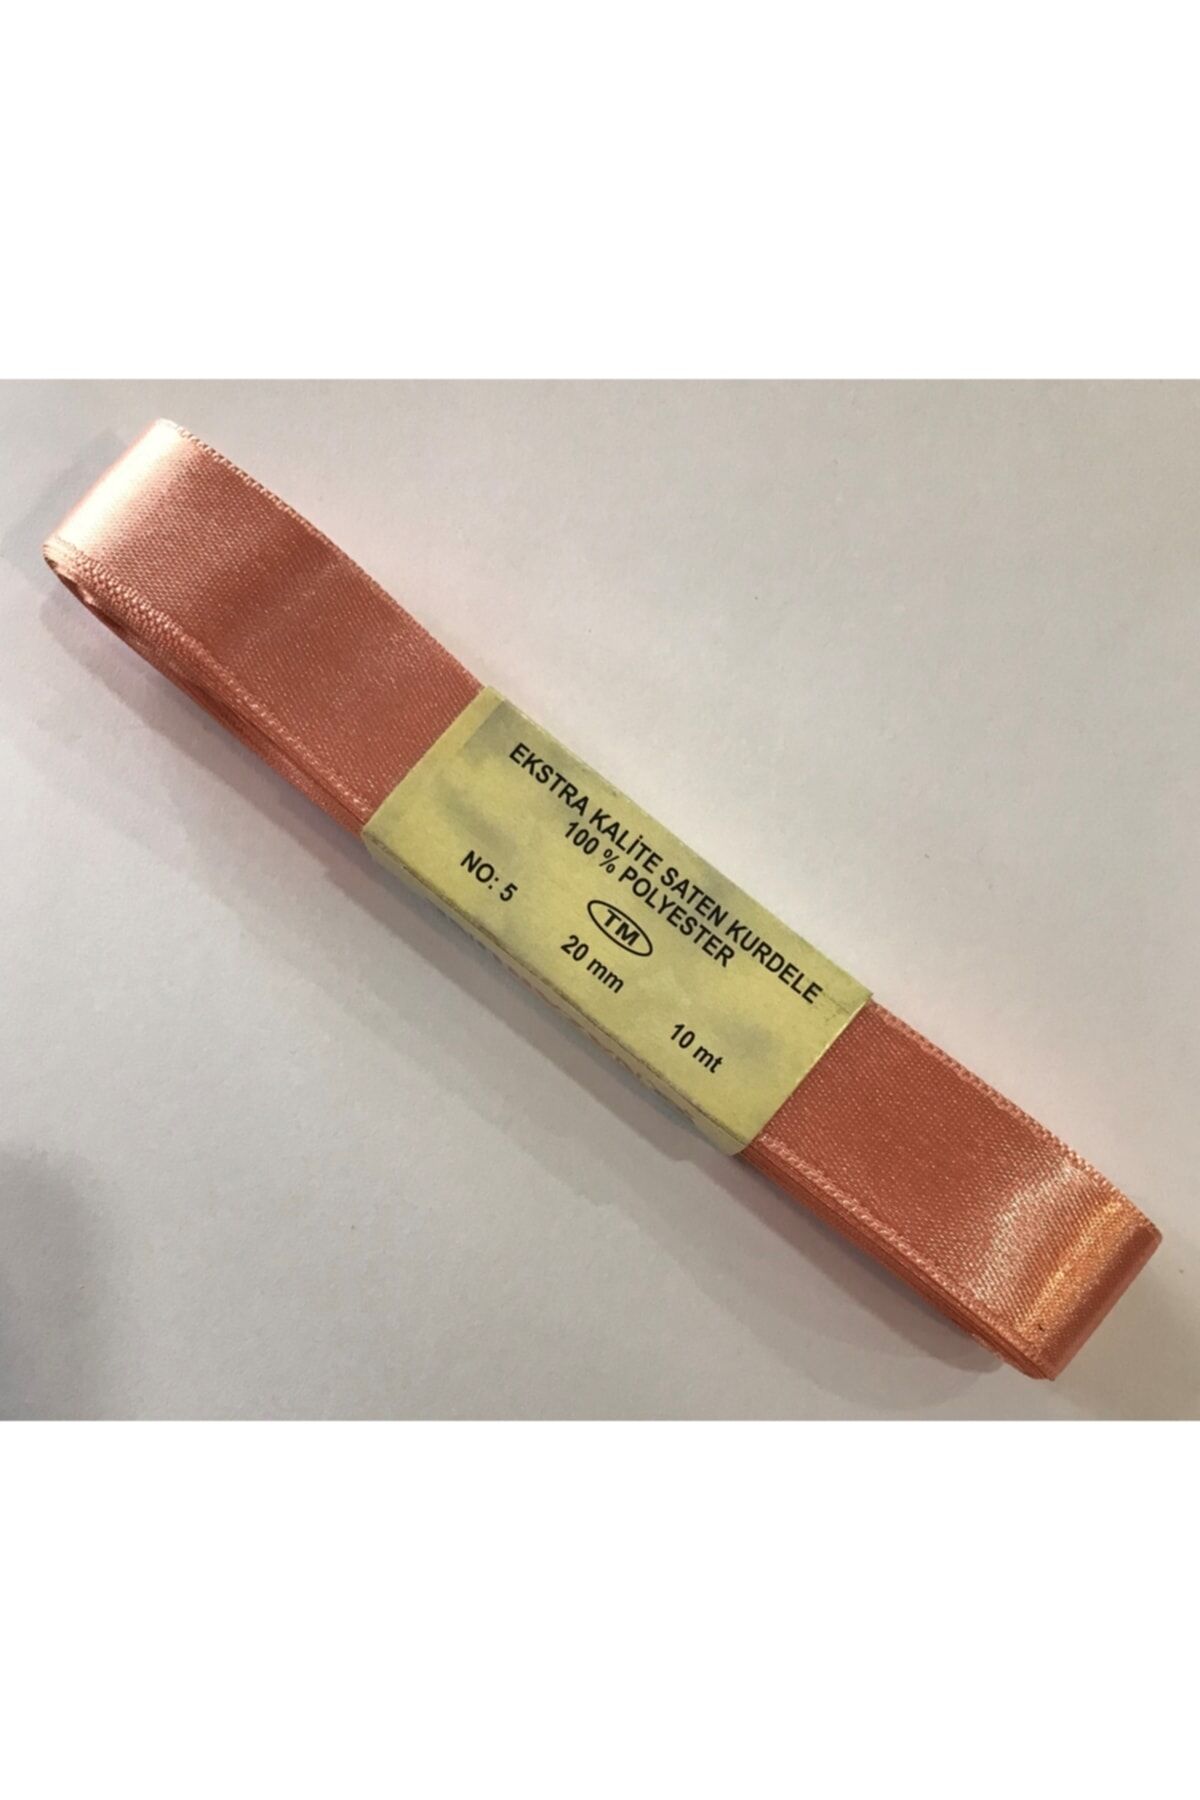 EKSTRA KALİTE SATEN KURDELE
100 % POLYESTER
TM
NO: 5
20 mm
10 mt